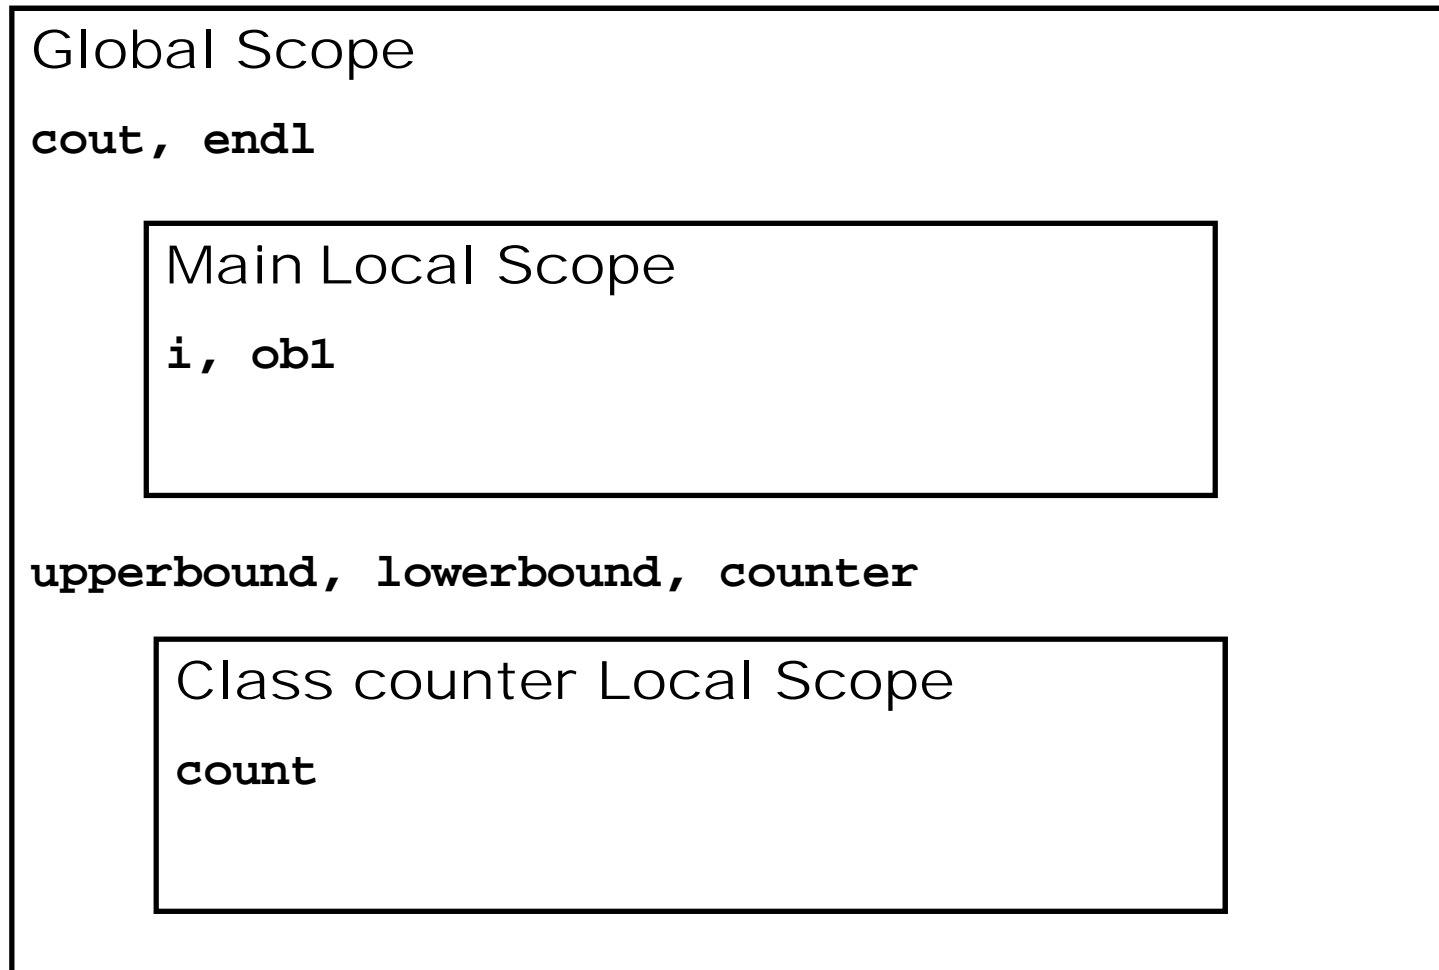 Global Scope
cout, endl
Main Local Scope
i, ob1
upperbound, lowerbound, counter
Class counter Local Scope
count